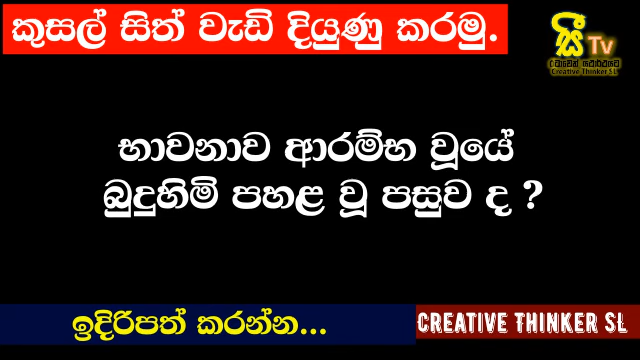 කුසල් සිත් වැඩි දියුණු කරමු.
සී Tv
Creative Thinker SL
භාවනාව ආරම්භ වූයේ
බුදුහිමි පහළ වූ පසුව ද ?
ඉදිරිපත් කරන්න...
CREATIVE THINKER SL